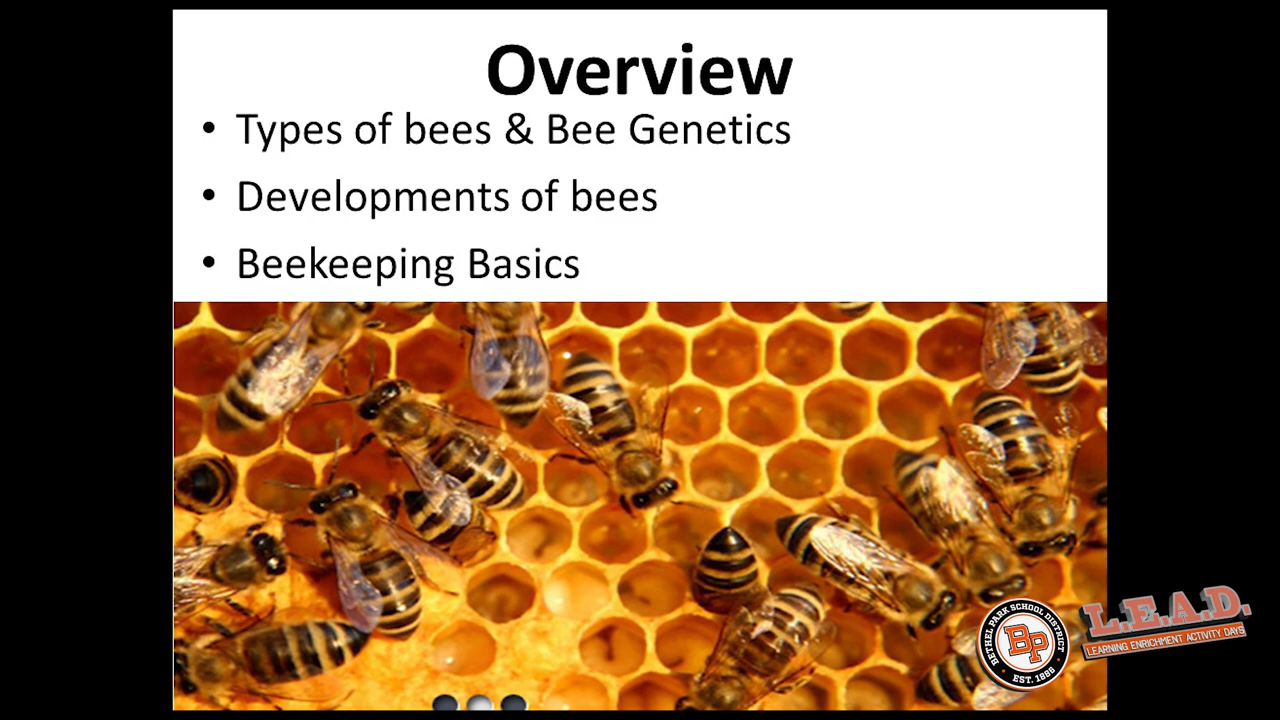 Overview
• Types of bees & Bee Genetics
• Developments of bees
• Beekeeping Basics
BETHEL PARK SCHOOL DISTRICT
BP
EST. 1886
L.E.A.D.
LEARNING ENRICHMENT ACTIVITY DAYS